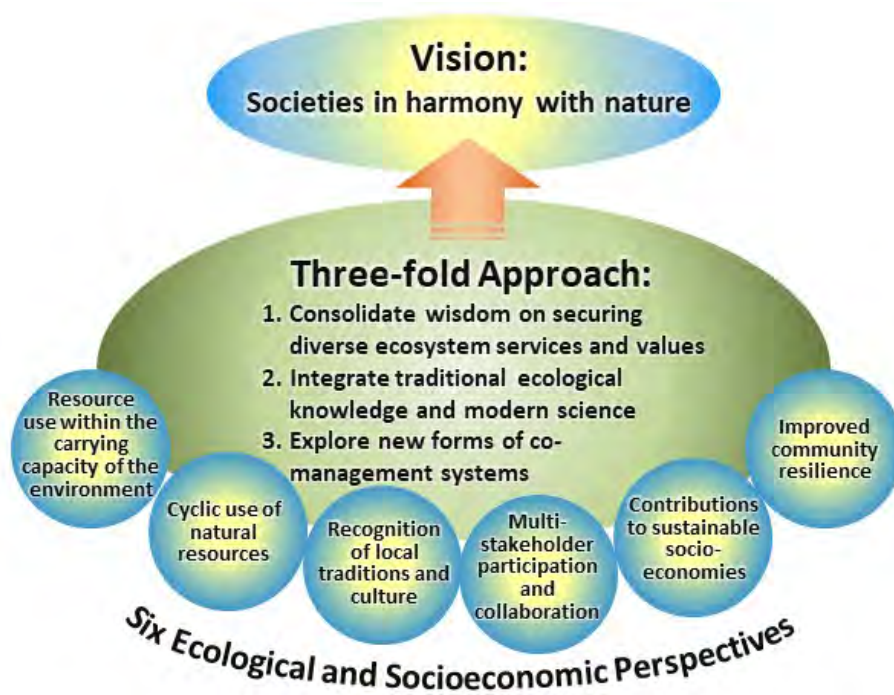 Vision:
Societies in harmony with nature
Three-fold Approach:
1. Consolidate wisdom on securing
diverse ecosystem services and values
2. Integrate traditional ecological
knowledge and modern science
3. Explore new forms of co-
management systems
Resource
use within the
carrying
capacity of the
environment
Cyclic use of
natural
resources
Recognition
of local
traditions and
culture
Multi-
stakeholder
participation
and
collaboration
Contributions
to sustainable
socio-
economies
Improved
community
resilience
Six Ecological and Socioeconomic Perspectives